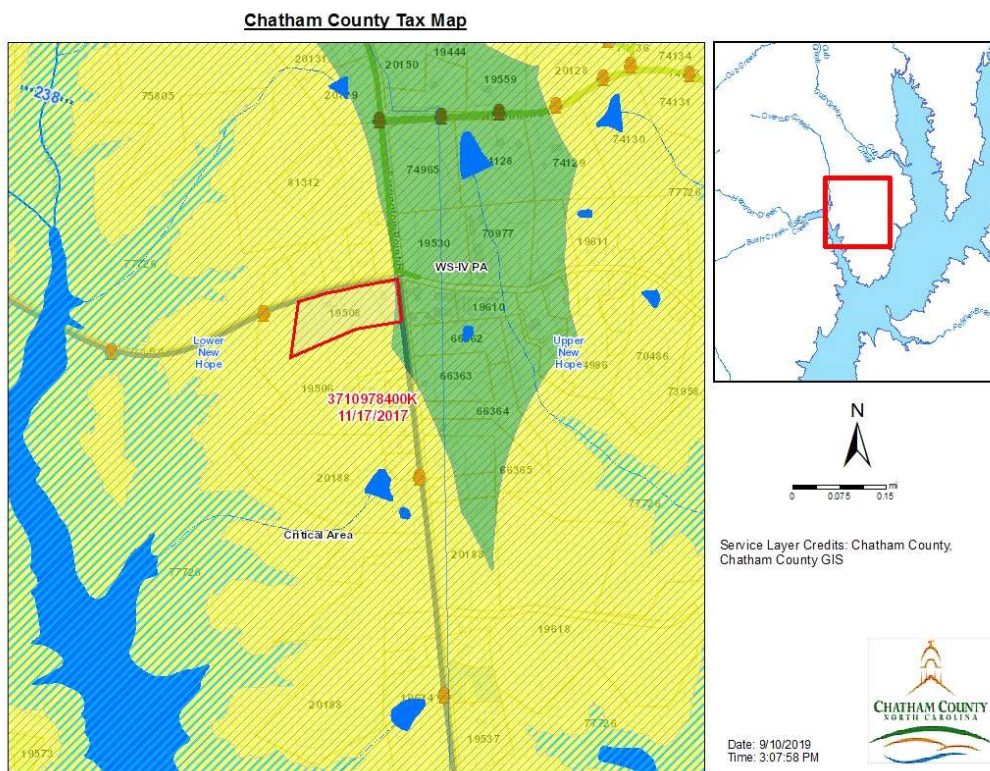 Chatham County Tax Map
20131
20150
19444
19559
20128
74134
74131
238
75805
74130
74965
74129
81312
77726
70977
19611
19530
WS-IV PA
77726
19508
19610
Lower
New
Hope
66362
Upper
New
Hope
70486
19506
66363
73958
3710978400K
11/17/2017
66364
66365
20188
77726
Critical Area
20188
77726
19618
20188
77726
19573
19537
N
0 0.075 0.15 mi
Service Layer Credits: Chatham County,
Chatham County GIS
CHATHAM COUNTY
NORTH CAROLINA
Date: 9/10/2019
Time: 3:07:58 PM